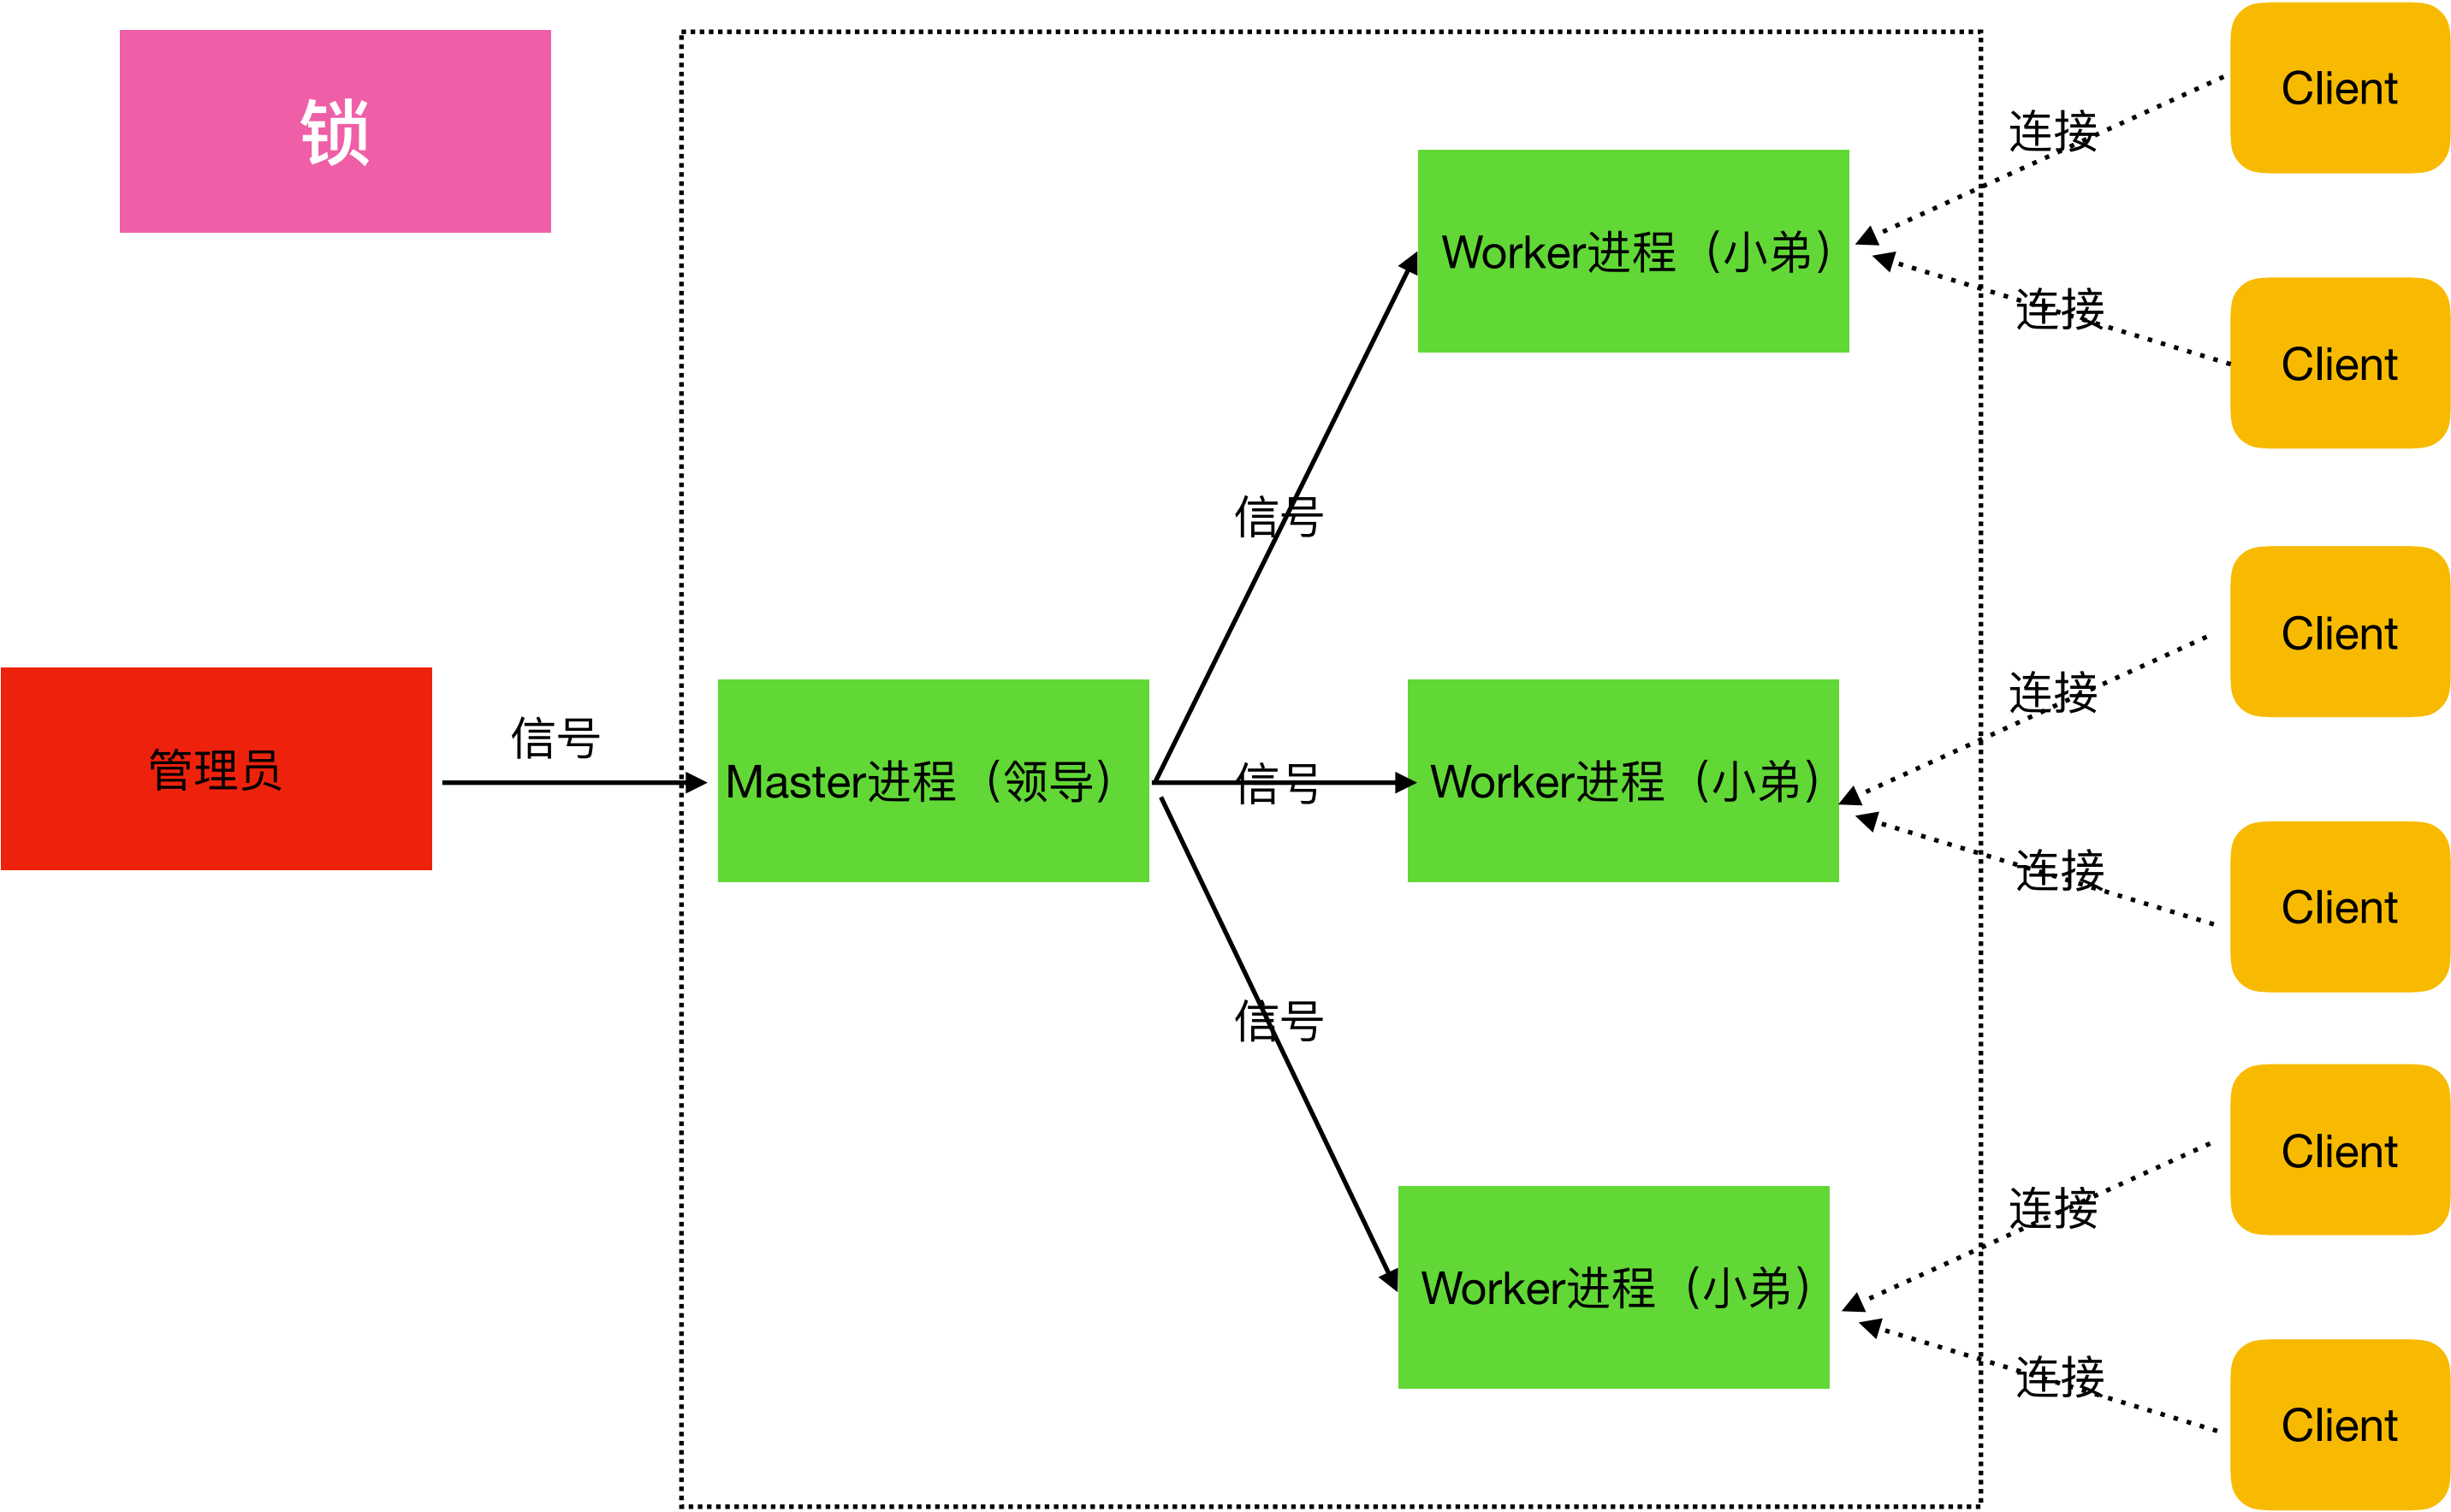 锁
Client
连接
Worker进程（小弟）
连接
Client
信号
Client
连接
管理员
信号
Master进程（领导）
信号
Worker进程（小弟）
连接
Client
信号
Client
连接
Worker进程（小弟）
连接
Client